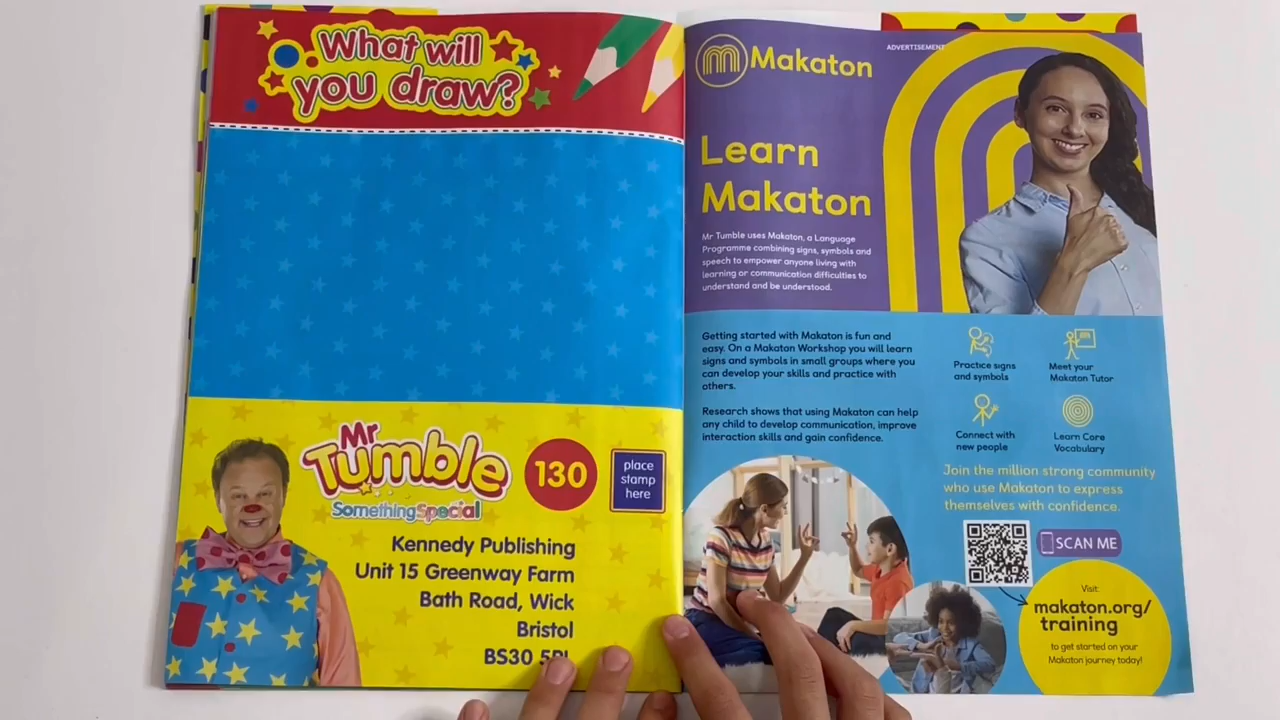 What will
you draw?
Mr
Tumble
SomethingSpecial
130
place
stamp
here
Kennedy Publishing
Unit 15 Greenway Farm
Bath Road, Wick
Bristol
BS30
Makaton
ADVERTISEMENT
Learn
Makaton
Mr Tumble uses Makaton, a Language
Programme combining signs, symbols and
speech to empower anyone living with
learning or communication difficulties to
understand and be understood.
Getting started with Makaton is fun and
easy. On a Makaton Workshop you will learn
signs and symbols in small groups where you
can develop your skills and practice with
others.
Research shows that using Makaton can help
any child to develop communication, improve
interaction skills and gain confidence.
Practice signs
and symbols
Meet your
Makaton Tutor
Connect with
new people
Learn Core
Vocabulary
Join the million strong community
who use Makaton to express
themselves with confidence.
SCAN ME
Visit:
makaton.org/
training
to get started on your
Makaton journey today!